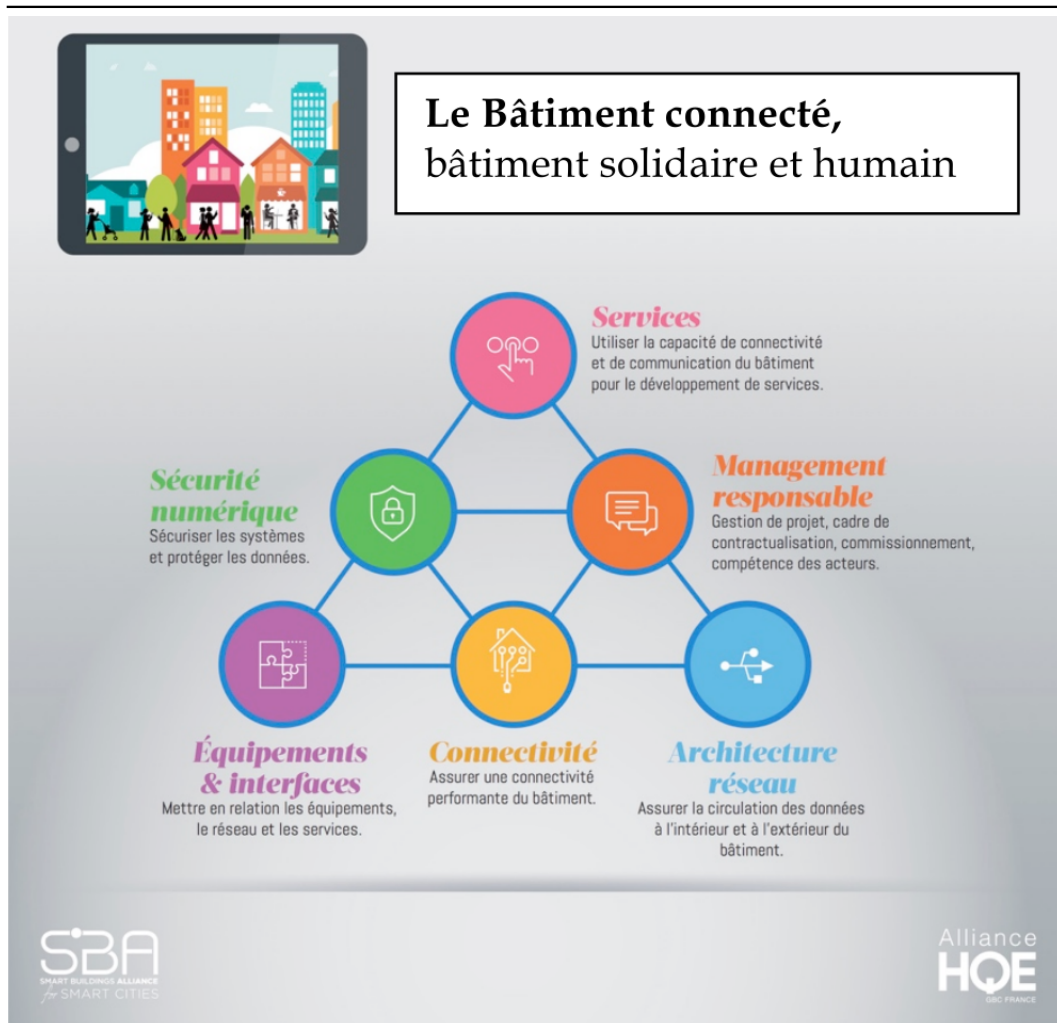 Le Bâtiment connecté,
bâtiment solidaire et humain
Services
Utiliser la capacité de connectivité
et de communication du bâtiment
pour le développement de services.
Sécurité
numérique
Sécuriser les systèmes
et protéger les données.
Management
responsable
Gestion de projet, cadre de
contractualisation, commissionnement,
compétence des acteurs.
Équipements
& interfaces
Mettre en relation les équipements,
le réseau et les services.
Connectivité
Assurer une connectivité
performante du bâtiment.
Architecture
réseau
Assurer la circulation des données
à l'intérieur et à l'extérieur du
bâtiment.
SBA
SMART BUILDINGS ALLIANCE
for SMART CITIES
Alliance
HQE
GBC FRANCE